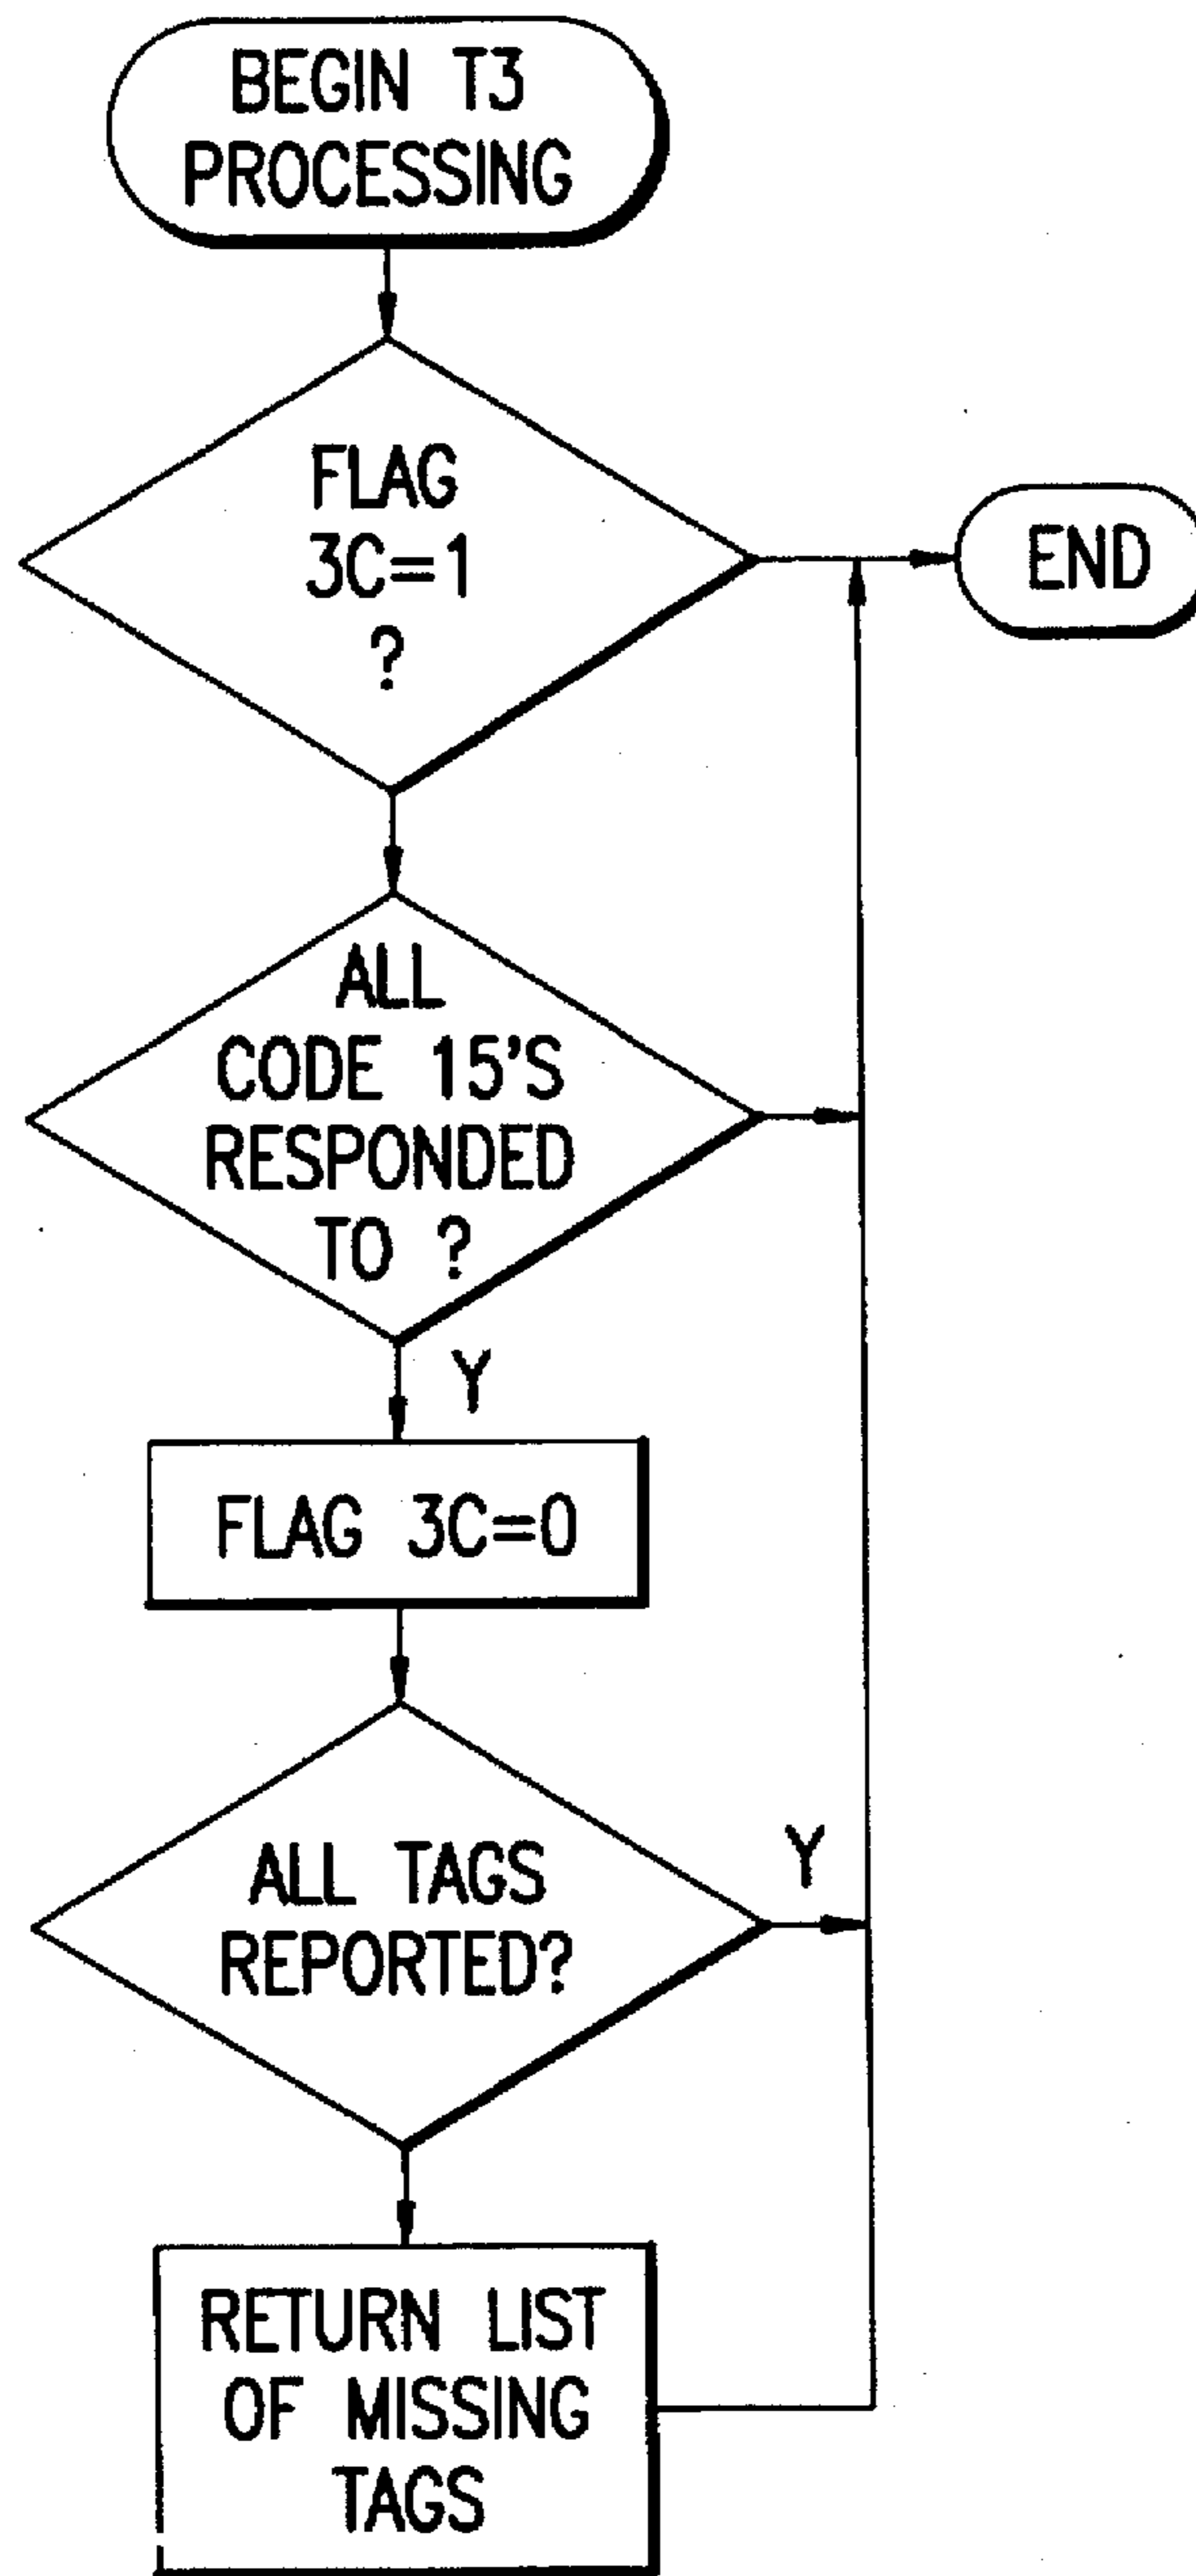 BEGIN T3
PROCESSING
FLAG
3C=1
?
END
ALL
CODE 15'S
RESPONDED
TO ?
Y
FLAG 3C=0
ALL TAGS
REPORTED?
Y
RETURN LIST
OF MISSING
TAGS